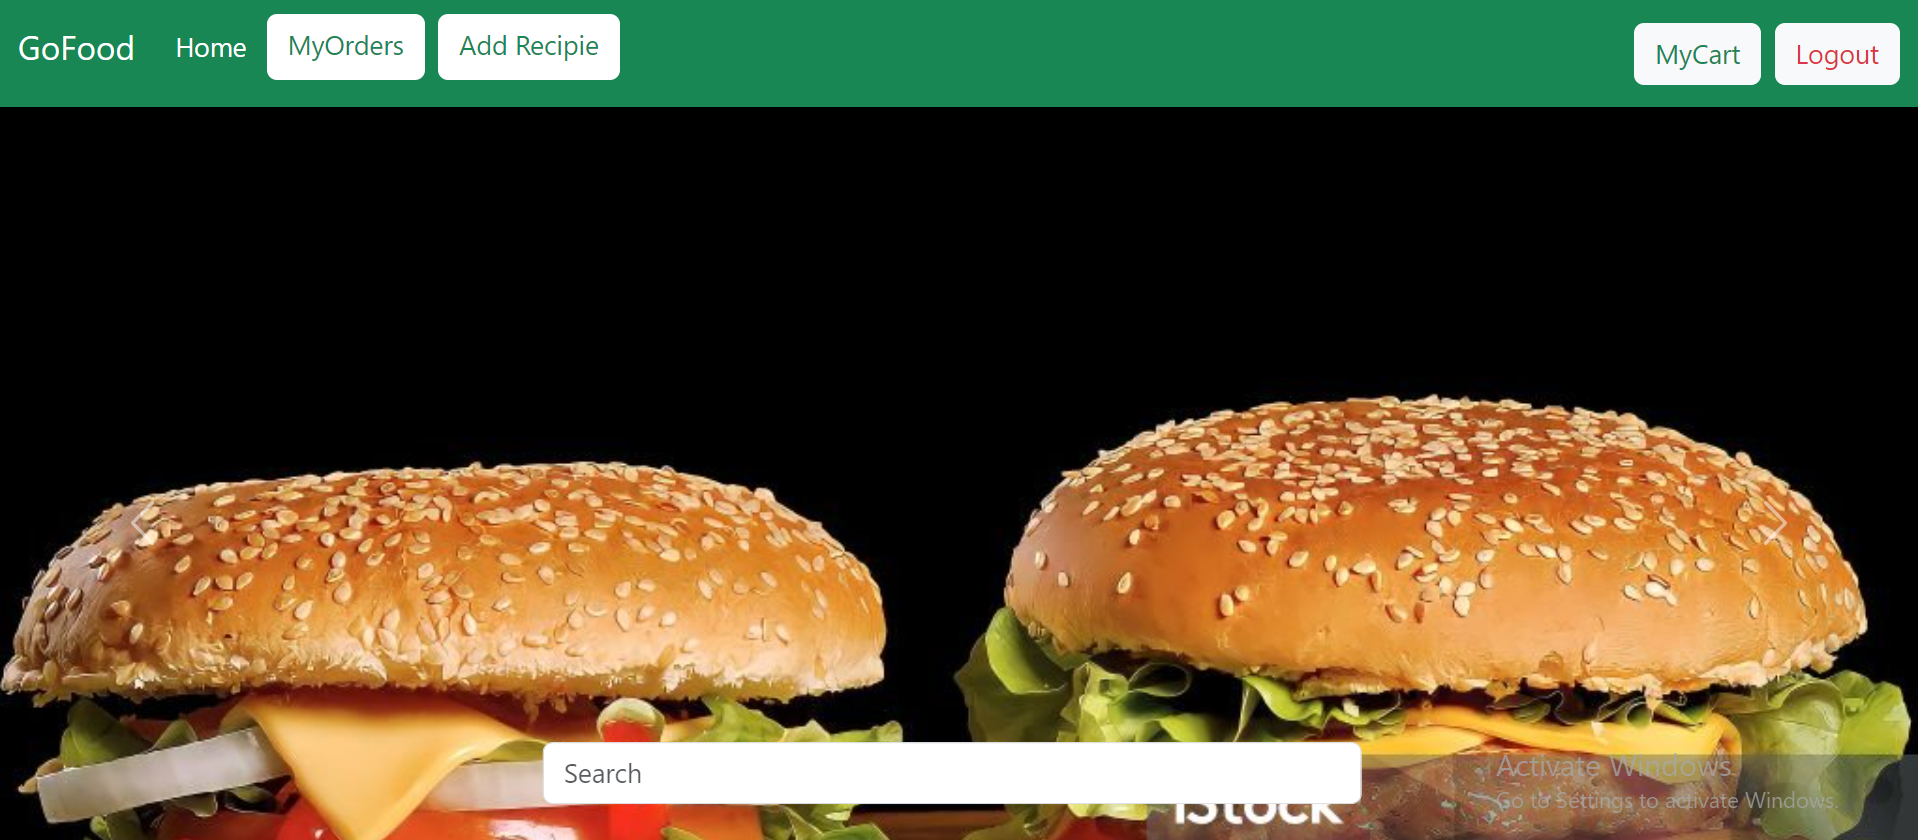 GoFood Home MyOrders Add Recipie MyCart Logout
Search
iStock
Activate Windows
Go to Settings to activate Windows.